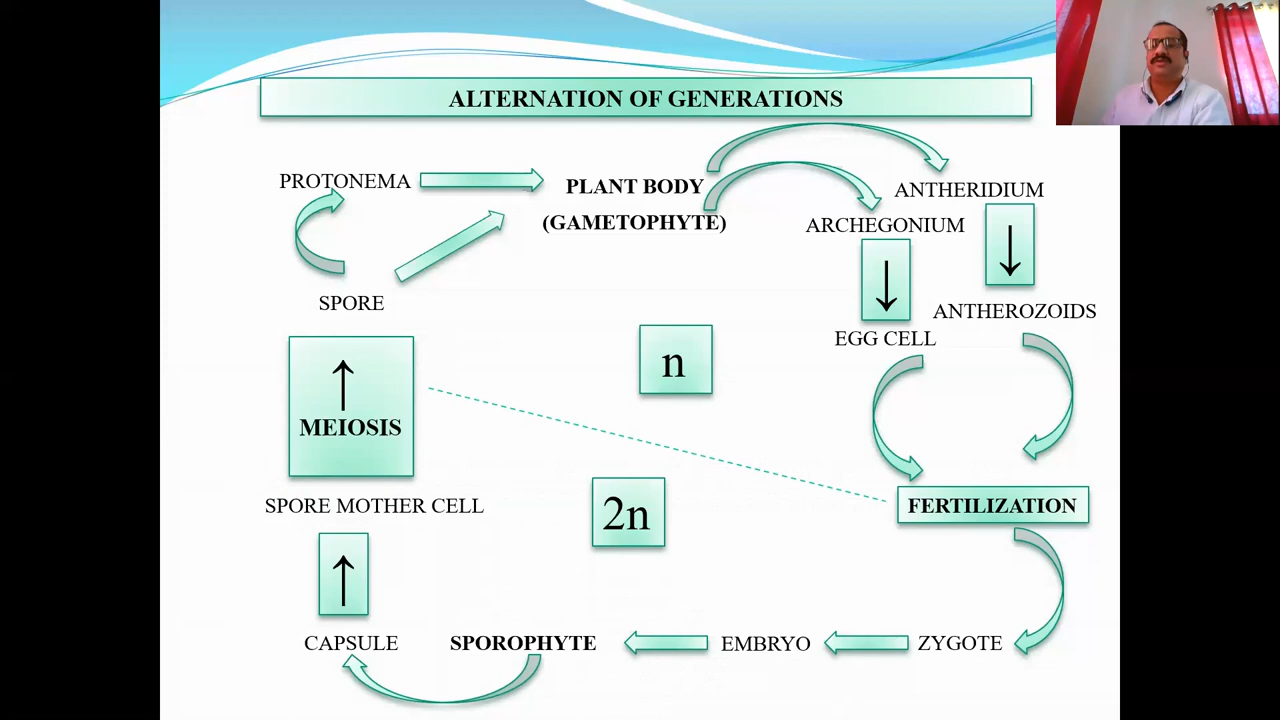 ALTERNATION OF GENERATIONS
PROTONEMA
PLANT BODY
(GAMETOPHYTE)
ANTHERIDIUM
ARCHEGONIUM
SPORE
ANTHEROZOIDS
EGG CELL
n
MEIOSIS
2n
SPORE MOTHER CELL
FERTILIZATION
CAPSULE
SPOROPHYTE
EMBRYO
ZYGOTE